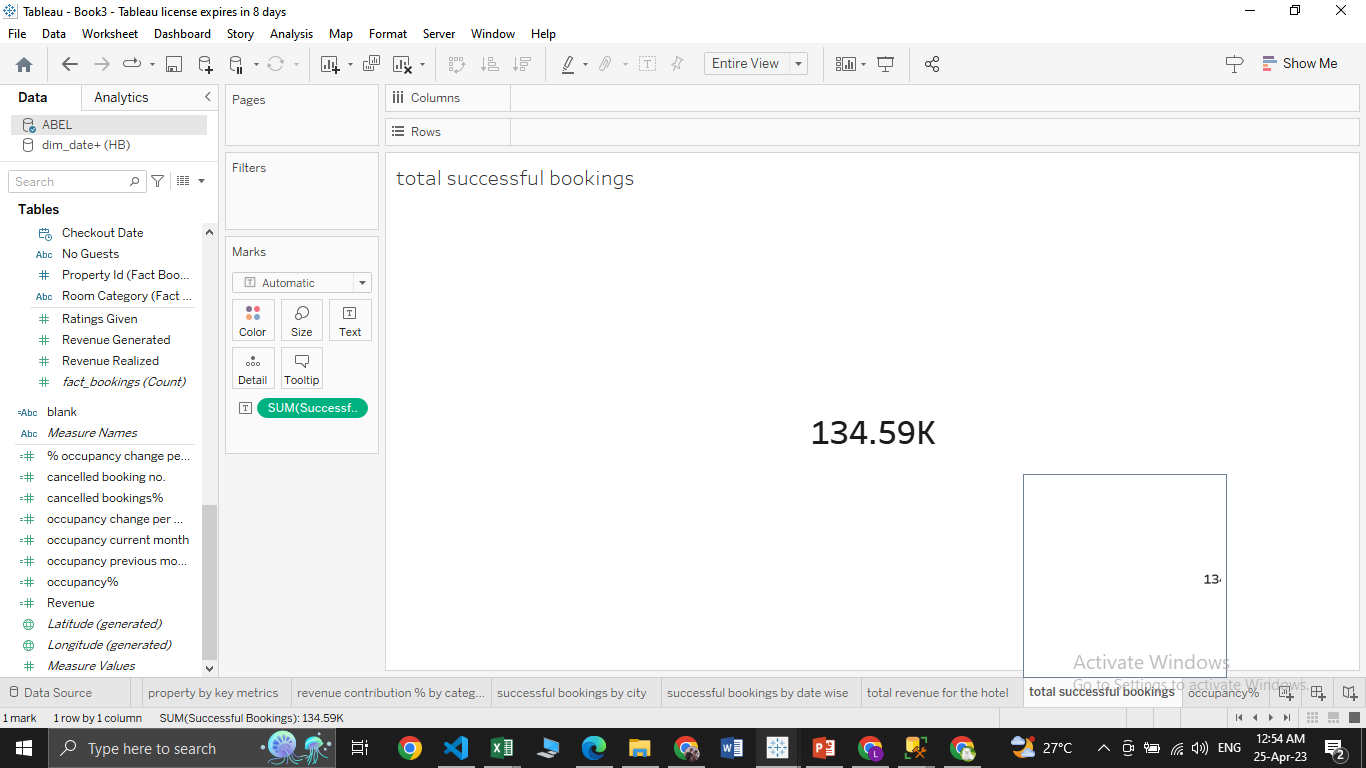 Tableau - Book3 - Tableau license expires in 8 days
File Data Worksheet Dashboard Story Analysis Map Format Server Window Help
Entire View
Show Me
Data Analytics
ABEL
dim_date+ (HB)
Search
Tables
Checkout Date
Abc No Guests
# Property Id (Fact Boo...
Abc Room Category (Fact ...
# Ratings Given
# Revenue Generated
# Revenue Realized
# fact_bookings (Count)
=Abc blank
Abc Measure Names
=# % occupancy change pe...
=# cancelled booking no.
=# cancelled bookings%
=# occupancy change per ...
=# occupancy current month
=# occupancy previous mo...
=# occupancy%
=# Revenue
Latitude (generated)
Longitude (generated)
# Measure Values
Pages
Filters
Marks
T Automatic
Color Size Text
Detail Tooltip
T SUM(Successf..
Columns
Rows
total successful bookings
134.59K
13
Activate Windows
Go to Settings to activate Windows.
Data Source property by key metrics revenue contribution % by categ... successful bookings by city successful bookings by date wise total revenue for the hotel total successful bookings occupancy%
1 mark 1 row by 1 column SUM(Successful Bookings): 134.59K
Type here to search
27°C ENG
12:54 AM
25-Apr-23
2